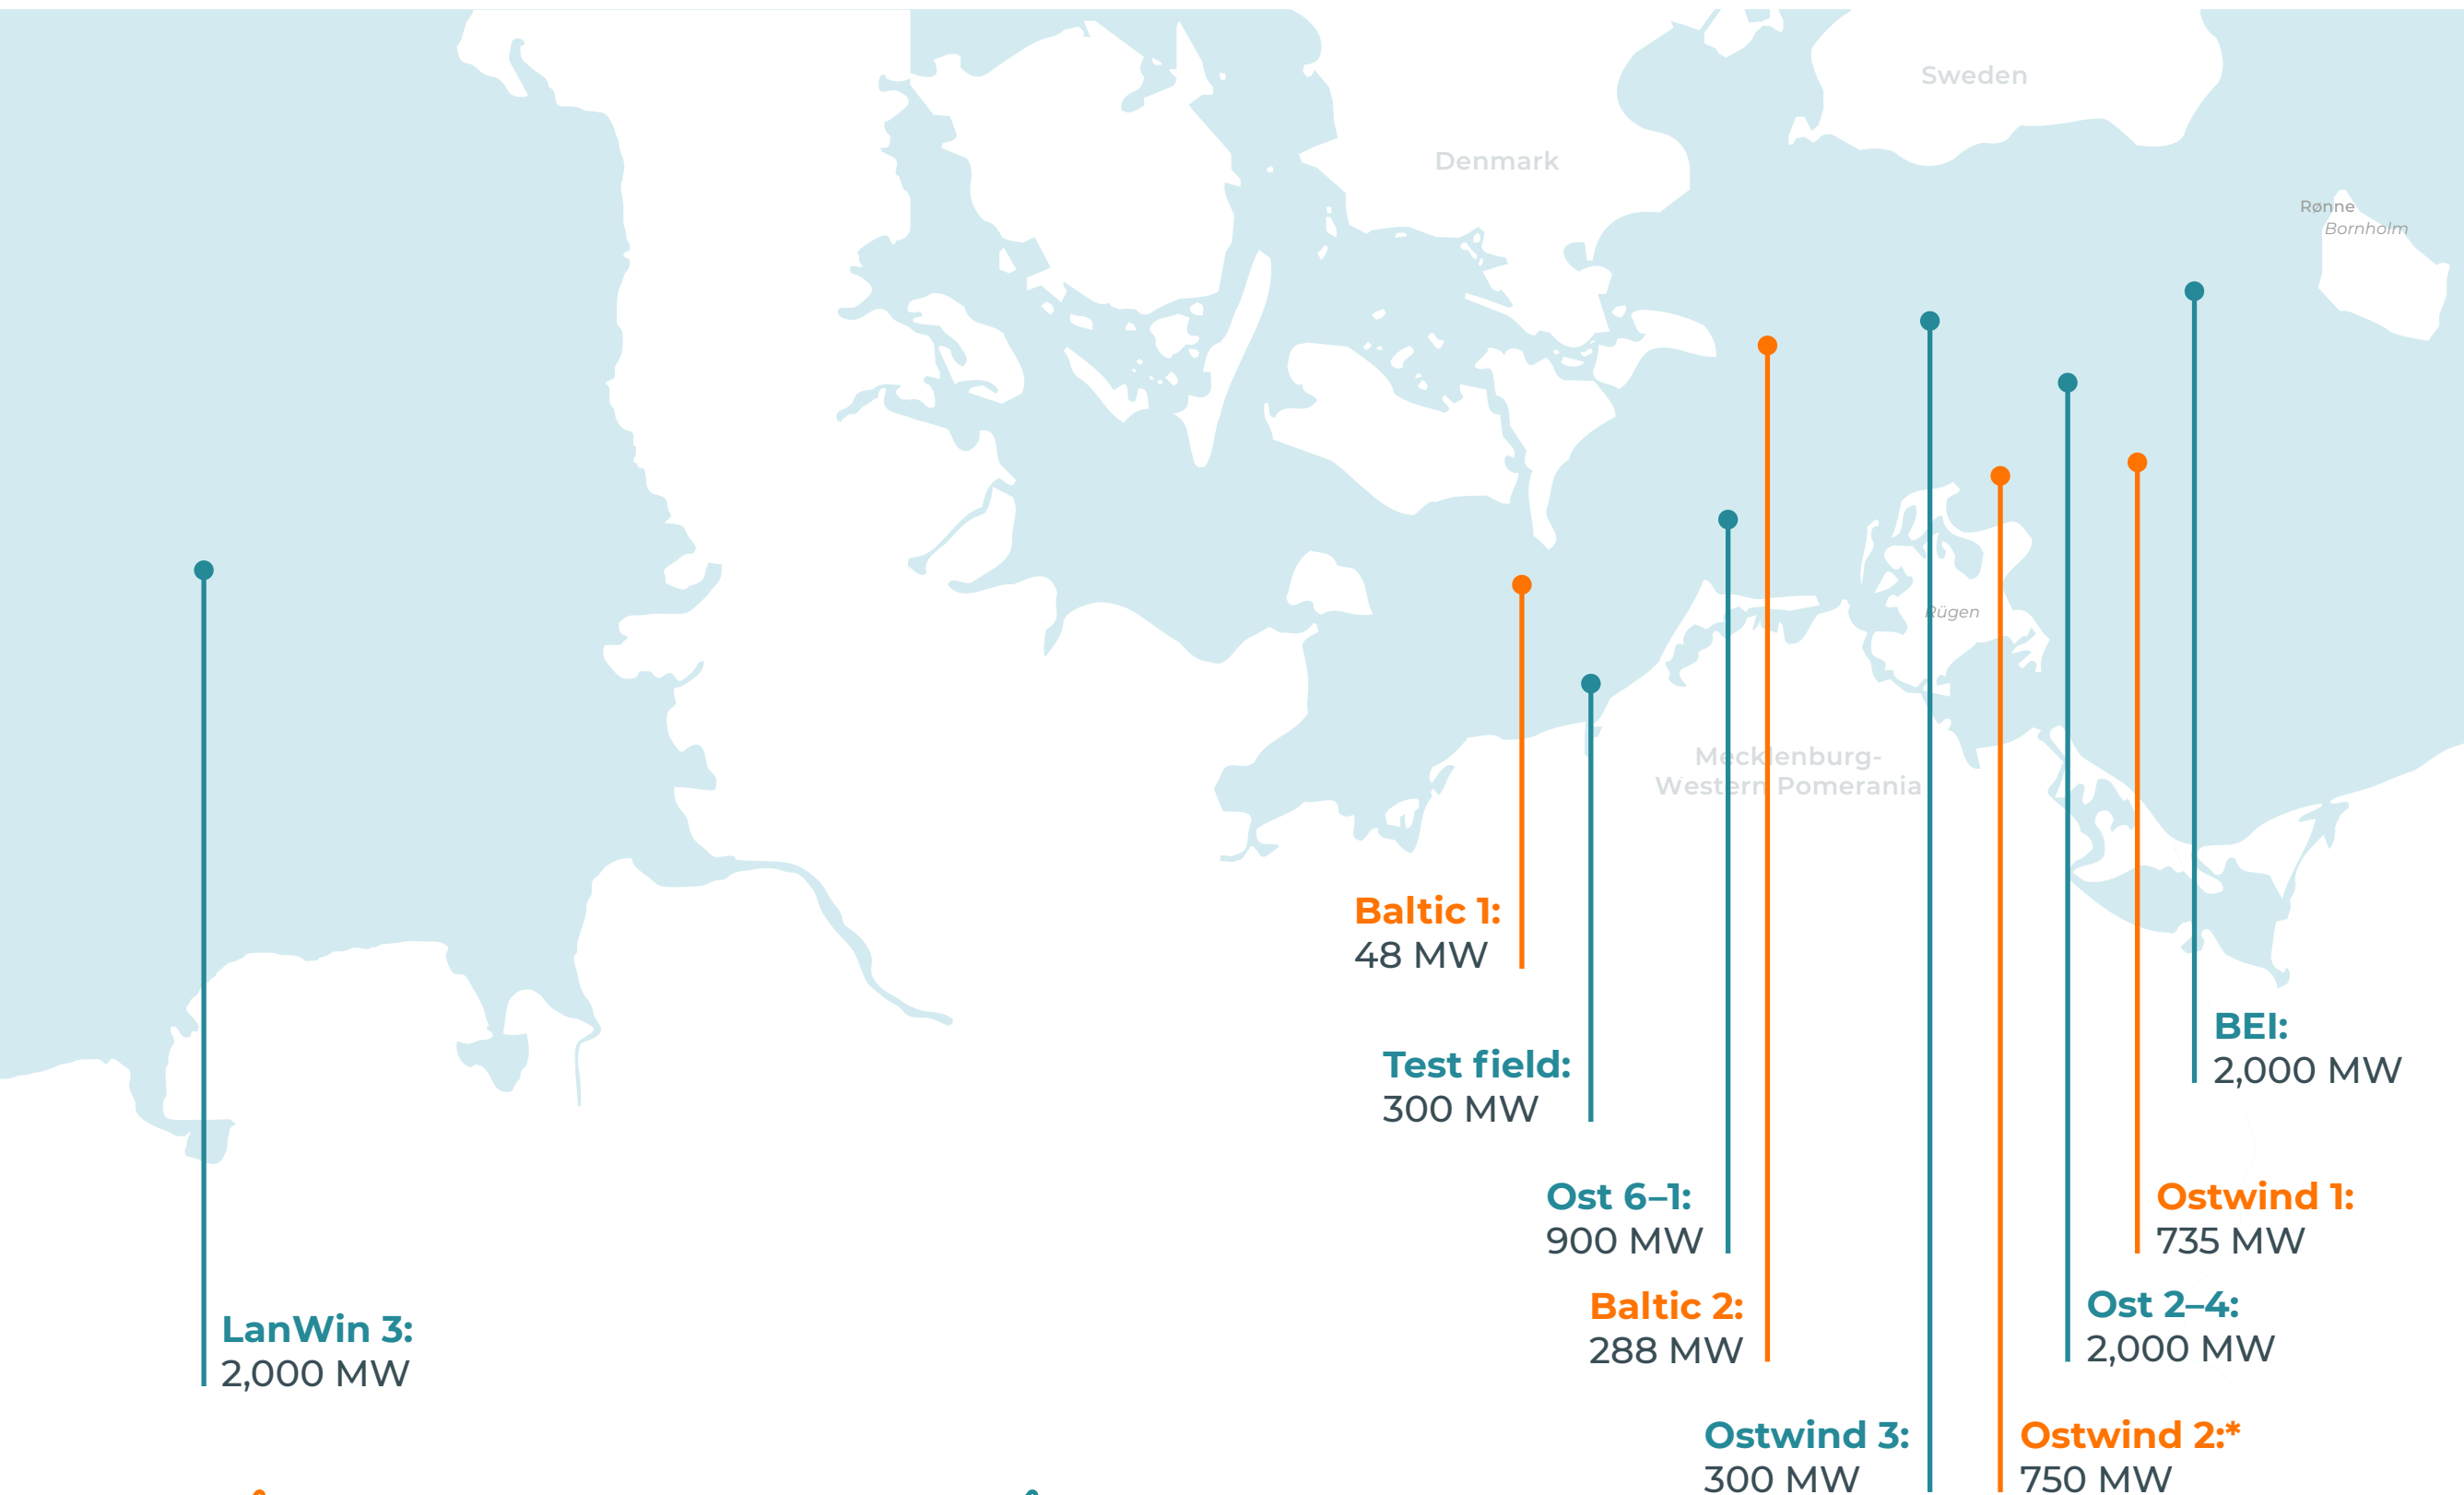 Sweden
Denmark
Rønne
Bornholm
Rügen
Mecklenburg-
Western Pomerania
Baltic 1:
48 MW
Test field:
300 MW
BEI:
2,000 MW
Ost 6–1:
900 MW
Ostwind 1:
735 MW
Baltic 2:
288 MW
Ost 2–4:
2,000 MW
LanWin 3:
2,000 MW
Ostwind 3:
300 MW
Ostwind 2:*
750 MW